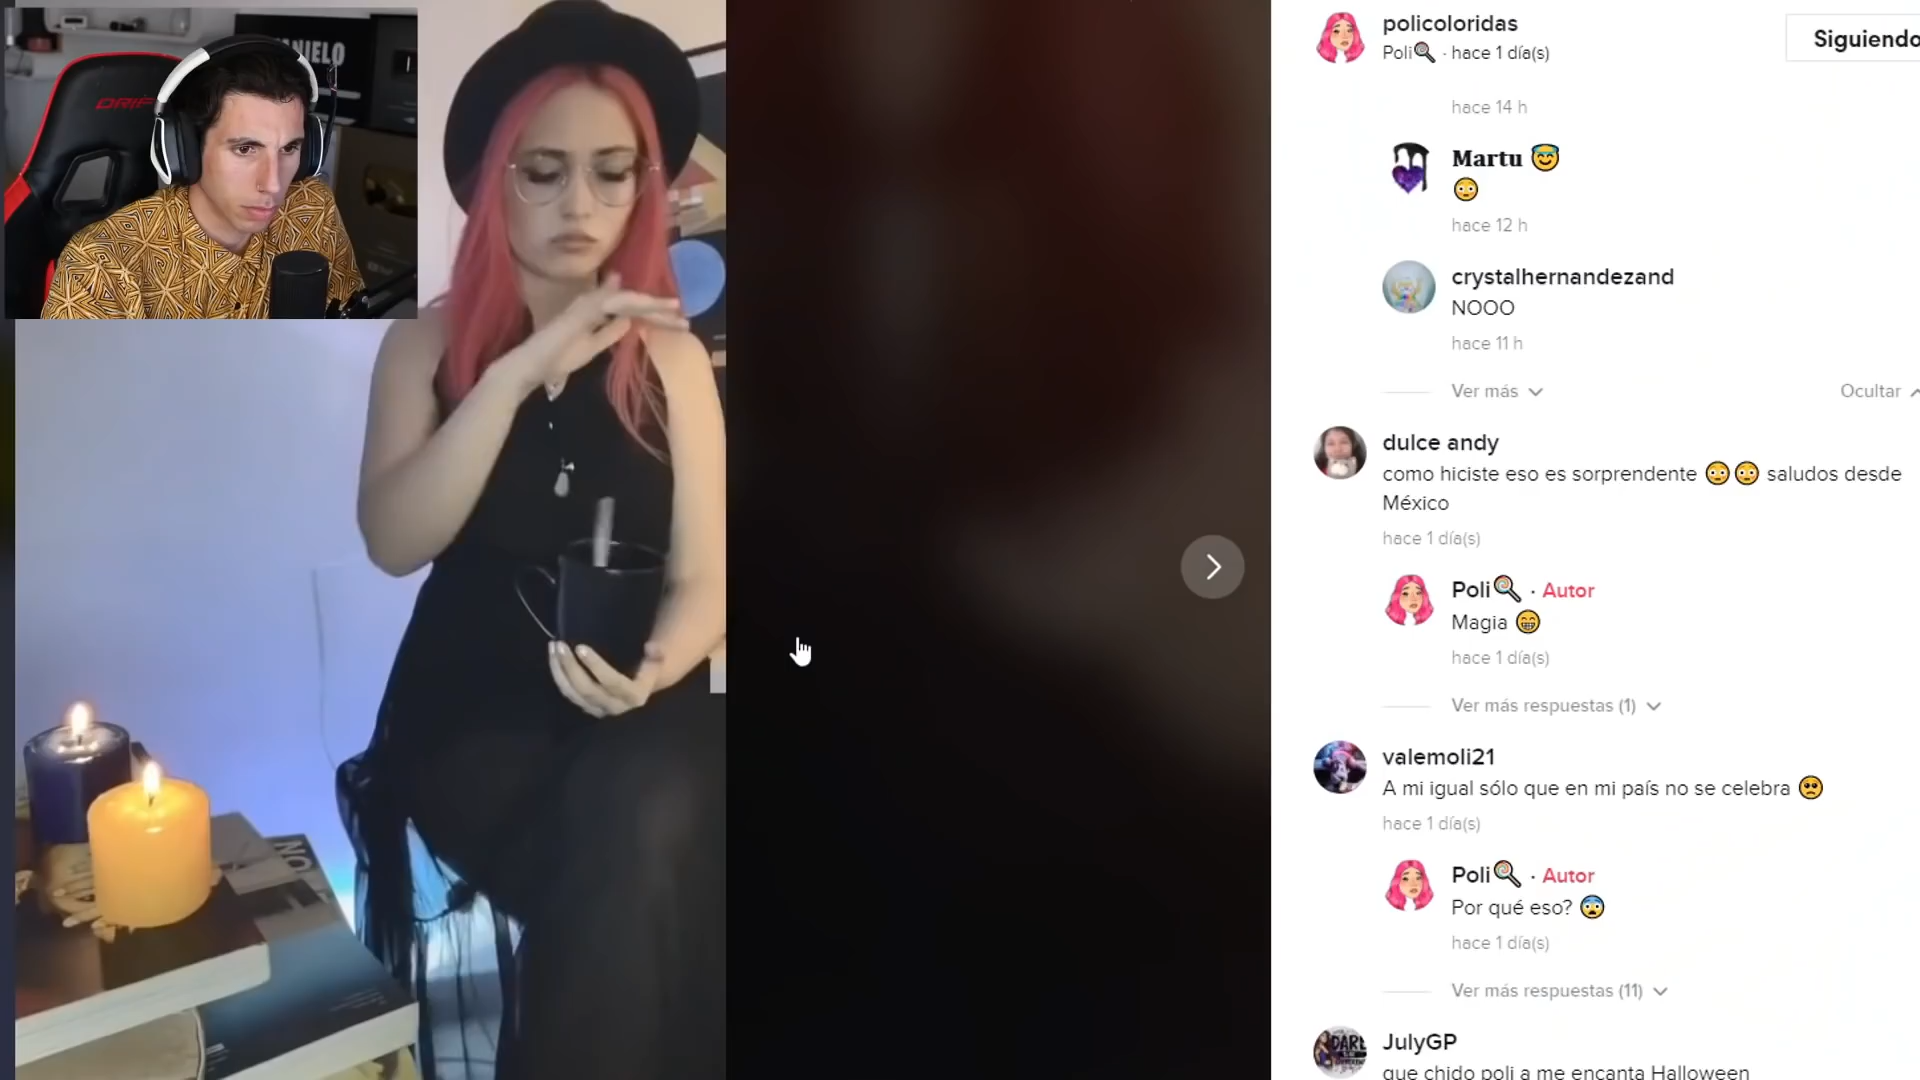 policoloridas
Poli · hace 1 día(s)
Siguiendo
hace 14 h
Martu 😇
😳
hace 12 h
crystalhernandezand
NOOO
hace 11 h
Ver más
Ocultar
dulce andy
como hiciste eso es sorprendente 😳😳 saludos desde
México
hace 1 día(s)
Poli🍭 · Autor
Magia 😁
hace 1 día(s)
Ver más respuestas (1)
valemoli21
A mi igual sólo que en mi país no se celebra 🥺
hace 1 día(s)
Poli🍭 · Autor
Por qué eso? 😨
hace 1 día(s)
Ver más respuestas (11)
JulyGP
que chido poli a me encanta Halloween
NO